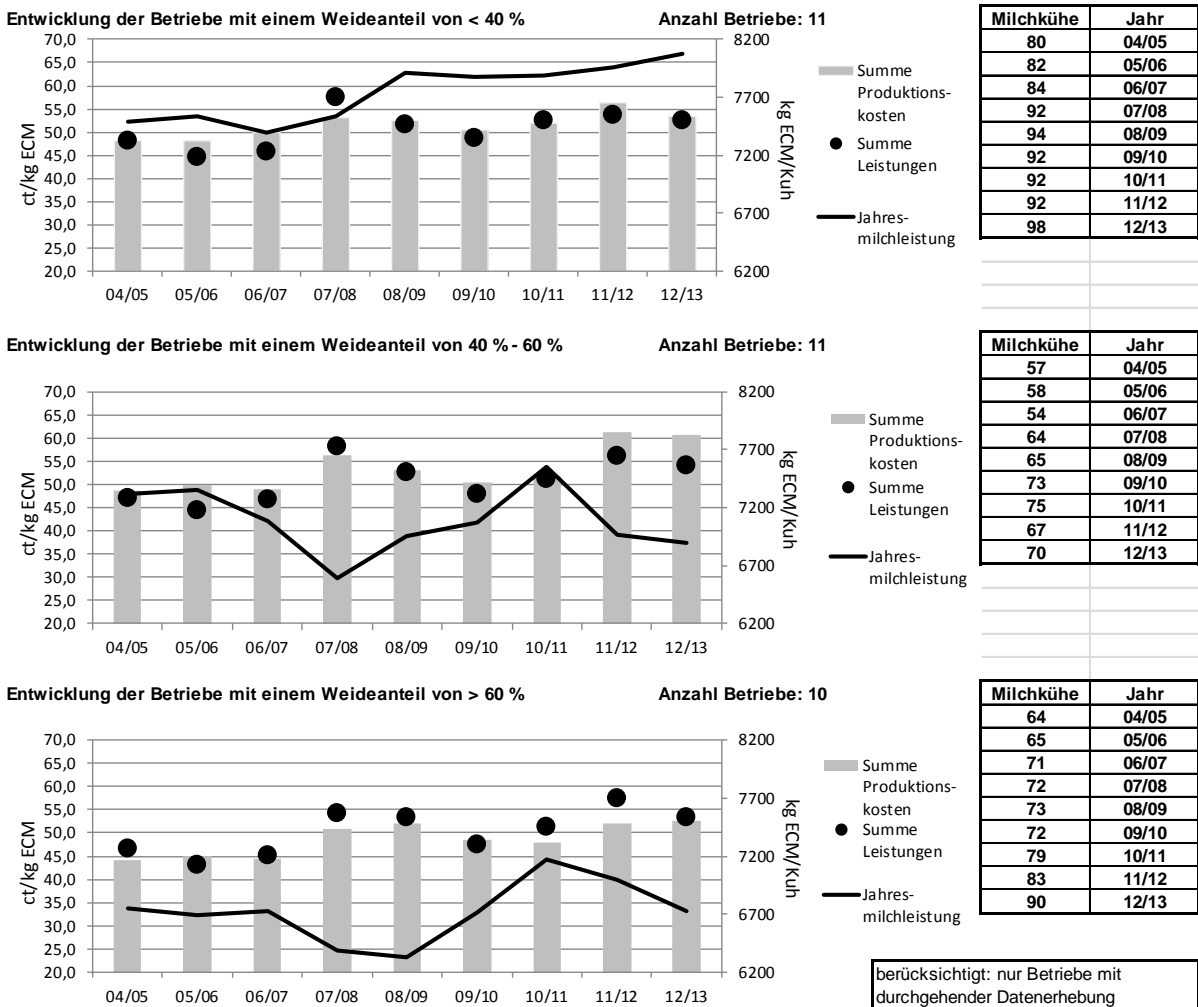 Entwicklung der Betriebe mit einem Weideanteil von < 40 % Anzahl Betriebe: 11
70,0
65,0
60,0
55,0
50,0
45,0
40,0
35,0
30,0
25,0
20,0
ct/kg ECM
8200
7700
7200
6700
6200
kg ECM/Kuh
04/05 05/06 06/07 07/08 08/09 09/10 10/11 11/12 12/13
Summe
Produktions-
kosten
Summe
Leistungen
Jahres-
milchleistung
Milchkühe Jahr
80 04/05
82 05/06
84 06/07
92 07/08
94 08/09
92 09/10
92 10/11
92 11/12
98 12/13
Entwicklung der Betriebe mit einem Weideanteil von 40 % - 60 % Anzahl Betriebe: 11
70,0
65,0
60,0
55,0
50,0
45,0
40,0
35,0
30,0
25,0
20,0
ct/kg ECM
8200
7700
7200
6700
6200
kg ECM/Kuh
04/05 05/06 06/07 07/08 08/09 09/10 10/11 11/12 12/13
Summe
Produktions-
kosten
Summe
Leistungen
Jahres-
milchleistung
Milchkühe Jahr
57 04/05
58 05/06
54 06/07
64 07/08
65 08/09
73 09/10
75 10/11
67 11/12
70 12/13
Entwicklung der Betriebe mit einem Weideanteil von > 60 % Anzahl Betriebe: 10
70,0
65,0
60,0
55,0
50,0
45,0
40,0
35,0
30,0
25,0
20,0
ct/kg ECM
8200
7700
7200
6700
6200
kg ECM/Kuh
04/05 05/06 06/07 07/08 08/09 09/10 10/11 11/12 12/13
Summe
Produktions-
kosten
Summe
Leistungen
Jahres-
milchleistung
Milchkühe Jahr
64 04/05
65 05/06
71 06/07
72 07/08
73 08/09
72 09/10
79 10/11
83 11/12
90 12/13
berücksichtigt: nur Betriebe mit
durchgehender Datenerhebung